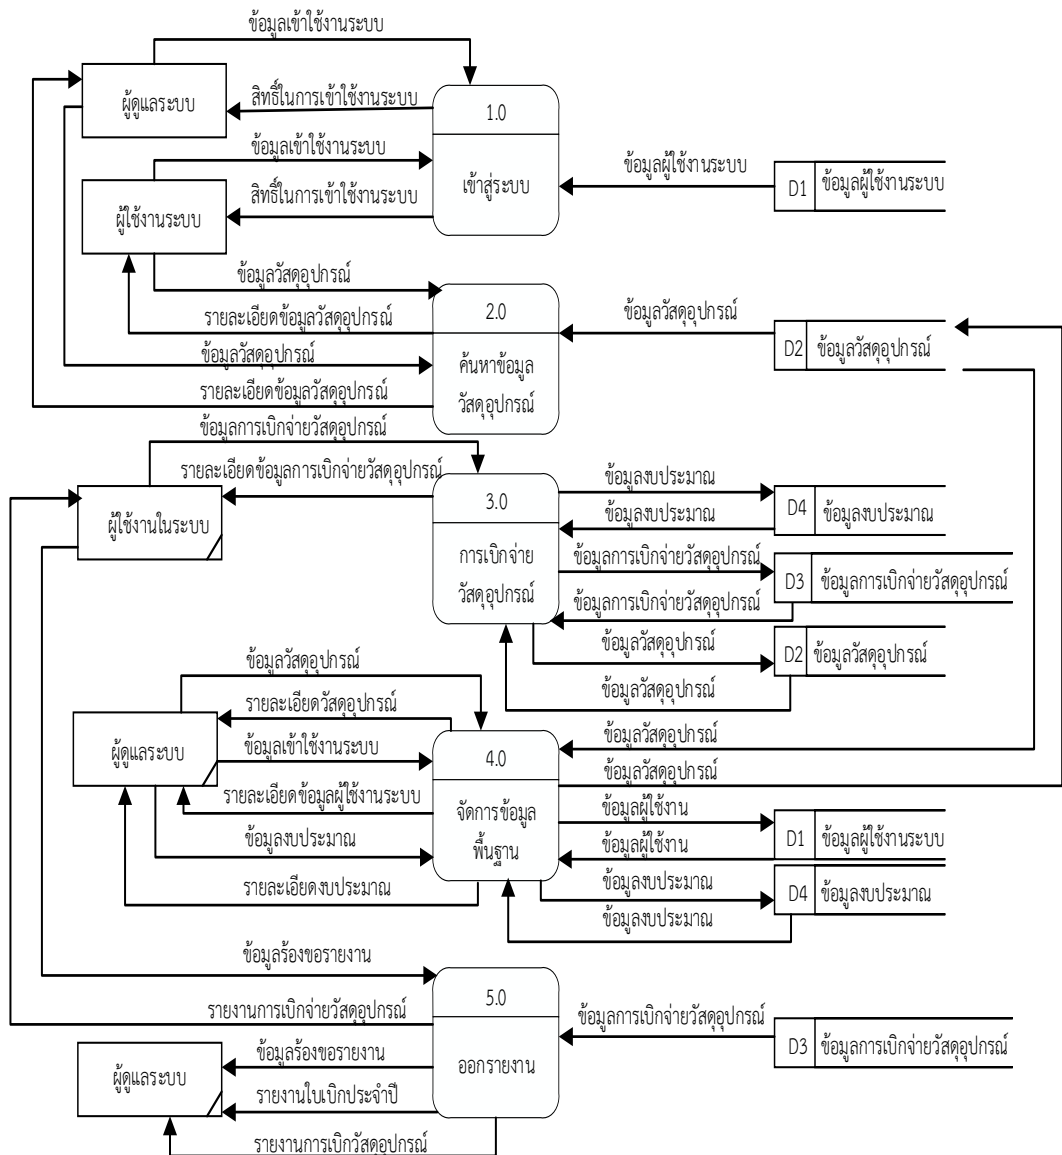 ข้อมูลเข้าใช้งานระบบ
ผู้ดูแลระบบ
สิทธิ์ในการเข้าใช้งานระบบ
1.0
เข้าสู่ระบบ
ข้อมูลเข้าใช้งานระบบ
ผู้ใช้งานระบบ
สิทธิ์ในการเข้าใช้งานระบบ
ข้อมูลผู้ใช้งานระบบ
D1
ข้อมูลผู้ใช้งานระบบ
ข้อมูลวัสดุอุปกรณ์
รายละเอียดข้อมูลวัสดุอุปกรณ์
ข้อมูลวัสดุอุปกรณ์
รายละเอียดข้อมูลวัสดุอุปกรณ์
2.0
ค้นหาข้อมูล
วัสดุอุปกรณ์
ข้อมูลวัสดุอุปกรณ์
D2
ข้อมูลวัสดุอุปกรณ์
ข้อมูลการเบิกจ่ายวัสดุอุปกรณ์
รายละเอียดข้อมูลการเบิกจ่ายวัสดุอุปกรณ์
ผู้ใช้งานในระบบ
3.0
การเบิกจ่าย
วัสดุอุปกรณ์
ข้อมูลงบประมาณ
ข้อมูลงบประมาณ
D4
ข้อมูลงบประมาณ
ข้อมูลการเบิกจ่ายวัสดุอุปกรณ์
D3
ข้อมูลการเบิกจ่ายวัสดุอุปกรณ์
ข้อมูลการเบิกจ่ายวัสดุอุปกรณ์
ข้อมูลวัสดุอุปกรณ์
D2
ข้อมูลวัสดุอุปกรณ์
ข้อมูลวัสดุอุปกรณ์
ข้อมูลวัสดุอุปกรณ์
รายละเอียดวัสดุอุปกรณ์
ผู้ดูแลระบบ
ข้อมูลเข้าใช้งานระบบ
รายละเอียดข้อมูลผู้ใช้งานระบบ
ข้อมูลงบประมาณ
รายละเอียดงบประมาณ
4.0
จัดการข้อมูล
พื้นฐาน
ข้อมูลวัสดุอุปกรณ์
ข้อมูลวัสดุอุปกรณ์
ข้อมูลผู้ใช้งาน
ข้อมูลผู้ใช้งาน
D1
ข้อมูลผู้ใช้งานระบบ
ข้อมูลงบประมาณ
D4
ข้อมูลงบประมาณ
ข้อมูลงบประมาณ
ข้อมูลร้องขอรายงาน
รายงานการเบิกจ่ายวัสดุอุปกรณ์
5.0
ออกรายงาน
ข้อมูลการเบิกจ่ายวัสดุอุปกรณ์
D3
ข้อมูลการเบิกจ่ายวัสดุอุปกรณ์
ผู้ดูแลระบบ
ข้อมูลร้องขอรายงาน
รายงานใบเบิกประจำปี
รายงานการเบิกวัสดุอุปกรณ์